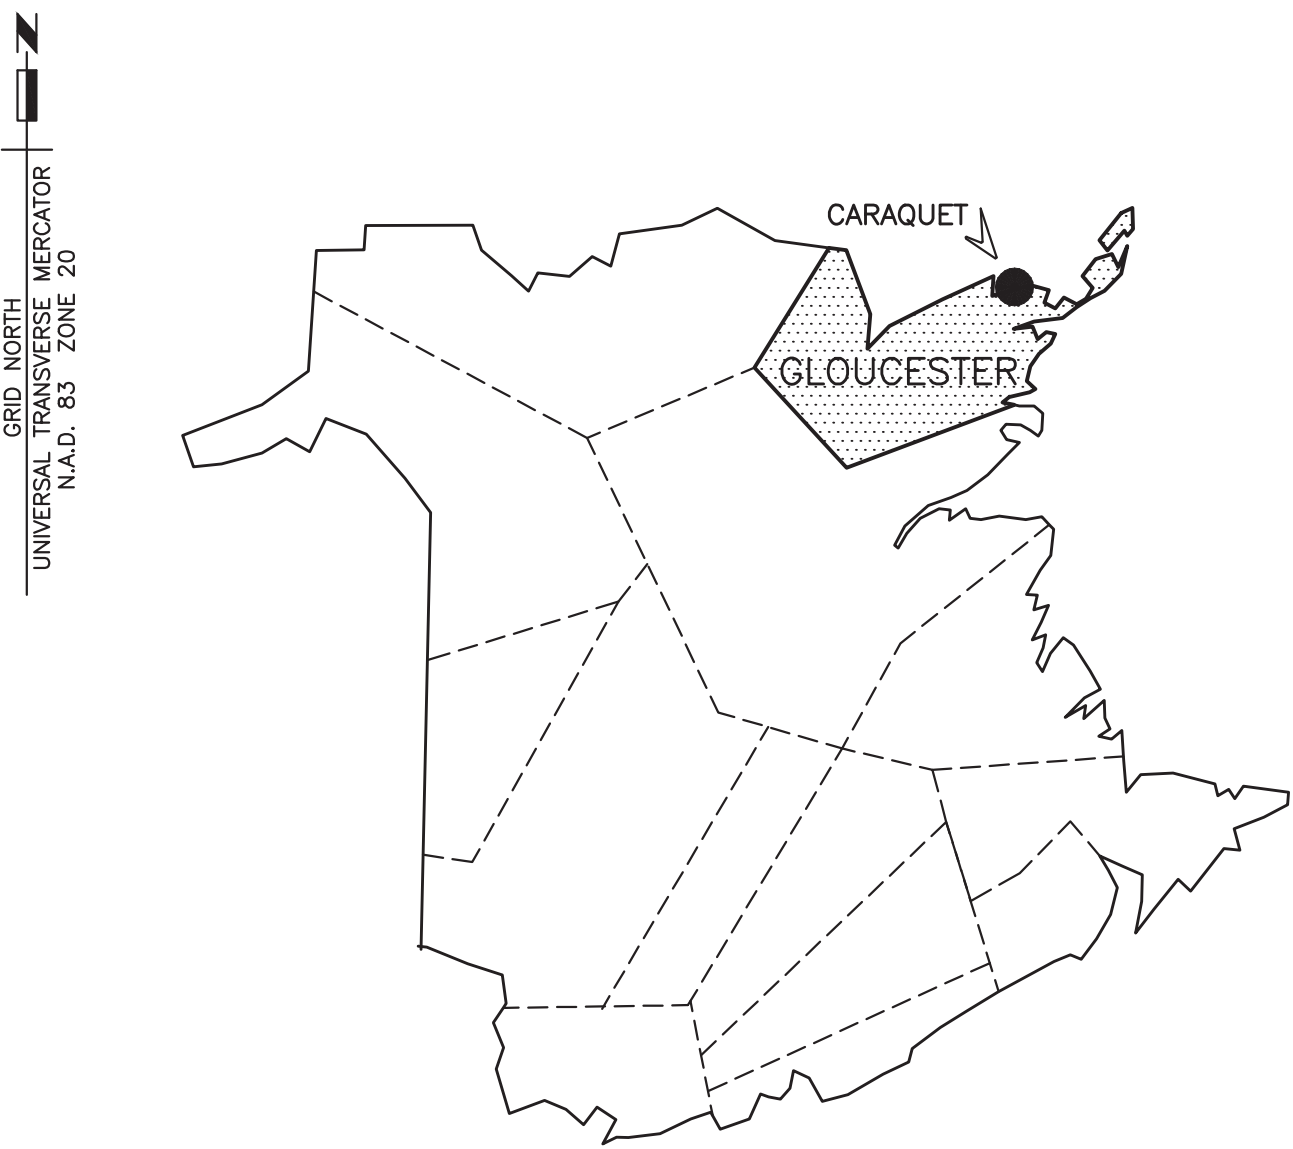 N
GRID NORTH
UNIVERSAL TRANSVERSE MERCATOR
N.A.D. 83 ZONE 20
CARAQUET
GLOUCESTER